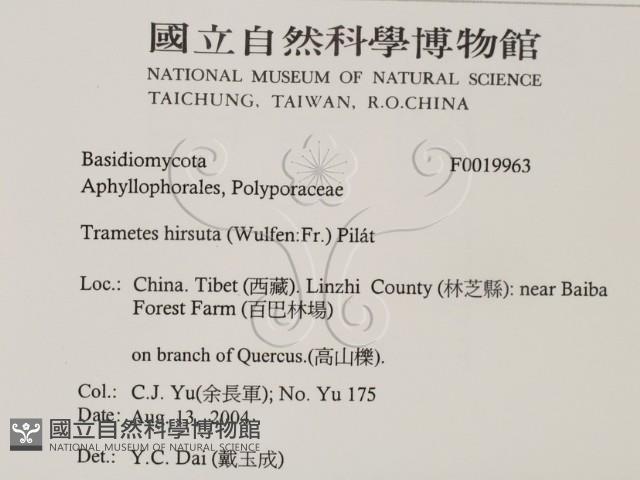 國立自然科學博物館
NATIONAL MUSEUM OF NATURAL SCIENCE
TAICHUNG, TAIWAN, R.O.CHINA
Basidiomycota F0019963
Aphyllophorales, Polyporaceae
Trametes hirsuta (Wulfen:Fr.) Pilát
Loc.: China. Tibet (西藏). Linzhi County (林芝縣): near Baiba
Forest Farm (百巴林場)
on branch of Quercus.(高山櫟).
Col.: C.J. Yu(余長軍); No. Yu 175
Date: Aug. 13, 2004
國立自然科學博物館
NATIONAL MUSEUM OF NATURAL SCIENCE
Det.: Y.C. Dai (戴玉成)